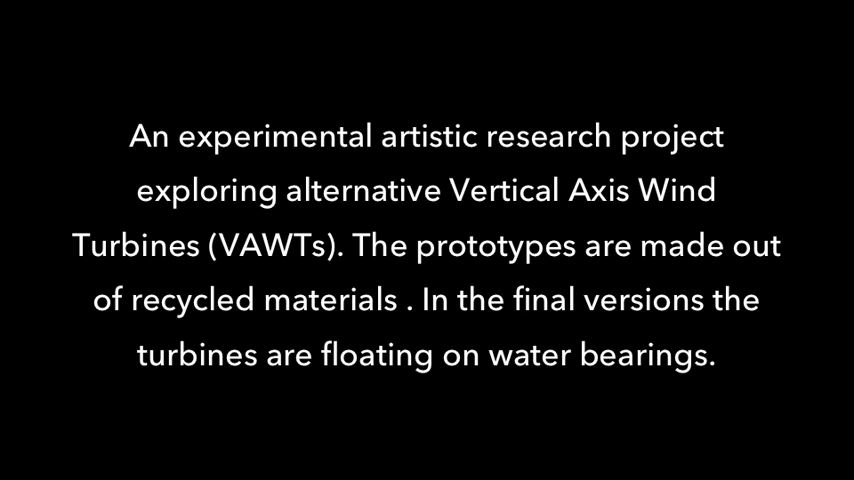 An experimental artistic research project
exploring alternative Vertical Axis Wind
Turbines (VAWTs). The prototypes are made out
of recycled materials . In the final versions the
turbines are floating on water bearings.